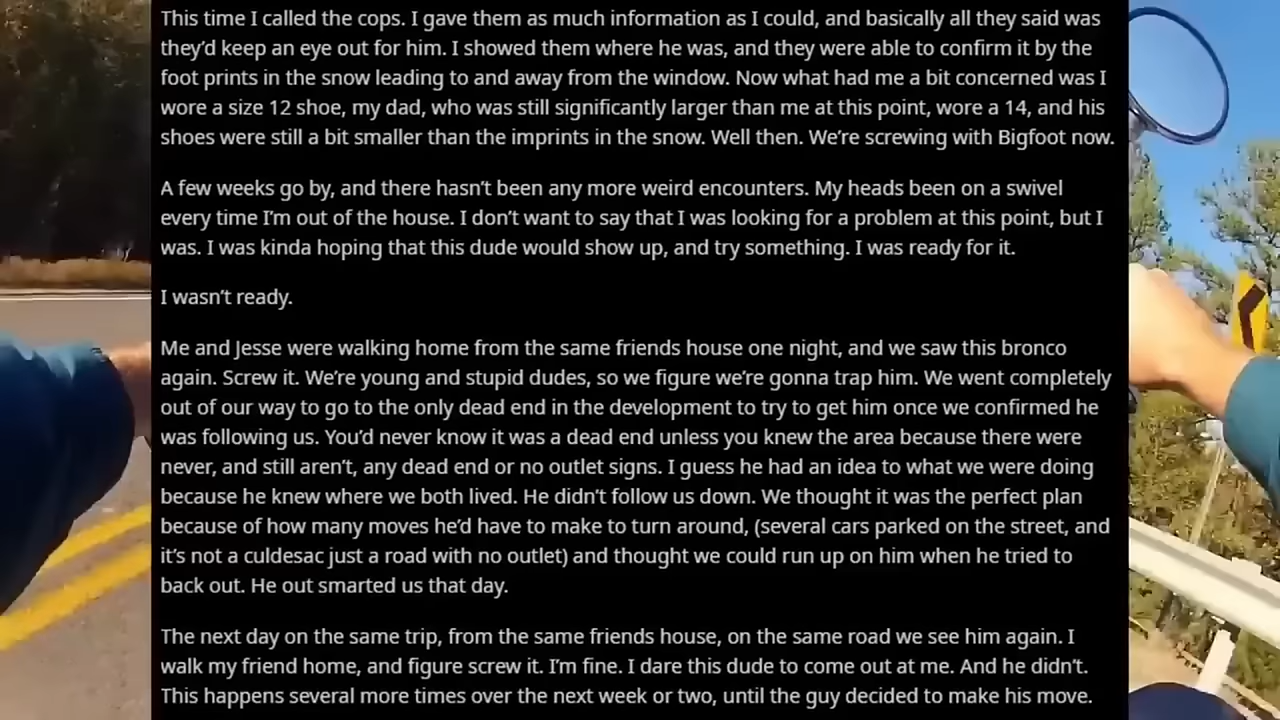 This time I called the cops. I gave them as much information as I could, and basically all they said was
they'd keep an eye out for him. I showed them where he was, and they were able to confirm it by the
foot prints in the snow leading to and away from the window. Now what had me a bit concerned was I
wore a size 12 shoe, my dad, who was still significantly larger than me at this point, wore a 14, and his
shoes were still a bit smaller than the imprints in the snow. Well then. We're screwing with Bigfoot now.
A few weeks go by, and there hasn't been any more weird encounters. My heads been on a swivel
every time I'm out of the house. I don't want to say that I was looking for a problem at this point, but I
was. I was kinda hoping that this dude would show up, and try something. I was ready for it.
I wasn't ready.
Me and Jesse were walking home from the same friends house one night, and we saw this bronco
again. Screw it. We're young and stupid dudes, so we figure we're gonna trap him. We went completely
out of our way to go to the only dead end in the development to try to get him once we confirmed he
was following us. You'd never know it was a dead end unless you knew the area because there were
never, and still aren't, any dead end or no outlet signs. I guess he had an idea to what we were doing
because he knew where we both lived. He didn't follow us down. We thought it was the perfect plan
because of how many moves he'd have to make to turn around, (several cars parked on the street, and
it's not a culdesac just a road with no outlet) and thought we could run up on him when he tried to
back out. He out smarted us that day.
The next day on the same trip, from the same friends house, on the same road we see him again. I
walk my friend home, and figure screw it. I'm fine. I dare this dude to come out at me. And he didn't.
This happens several more times over the next week or two, until the guy decided to make his move.